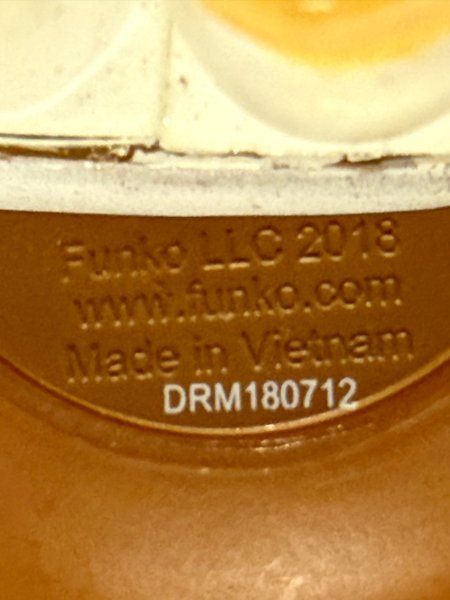 Funko LLC 2018
www.funko.com
Made in Vietnam
DRM180712